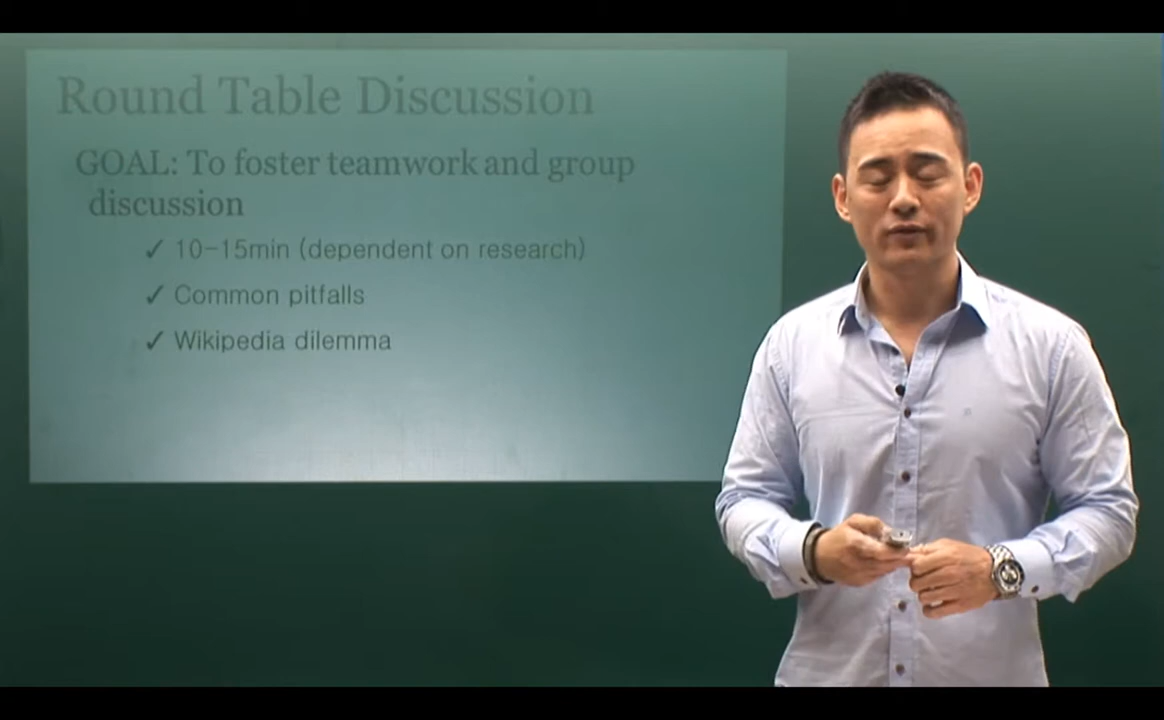 Round Table Discussion
GOAL: To foster teamwork and group
discussion
✓ 10-15min (dependent on research)
✓ Common pitfalls
✓ Wikipedia dilemma